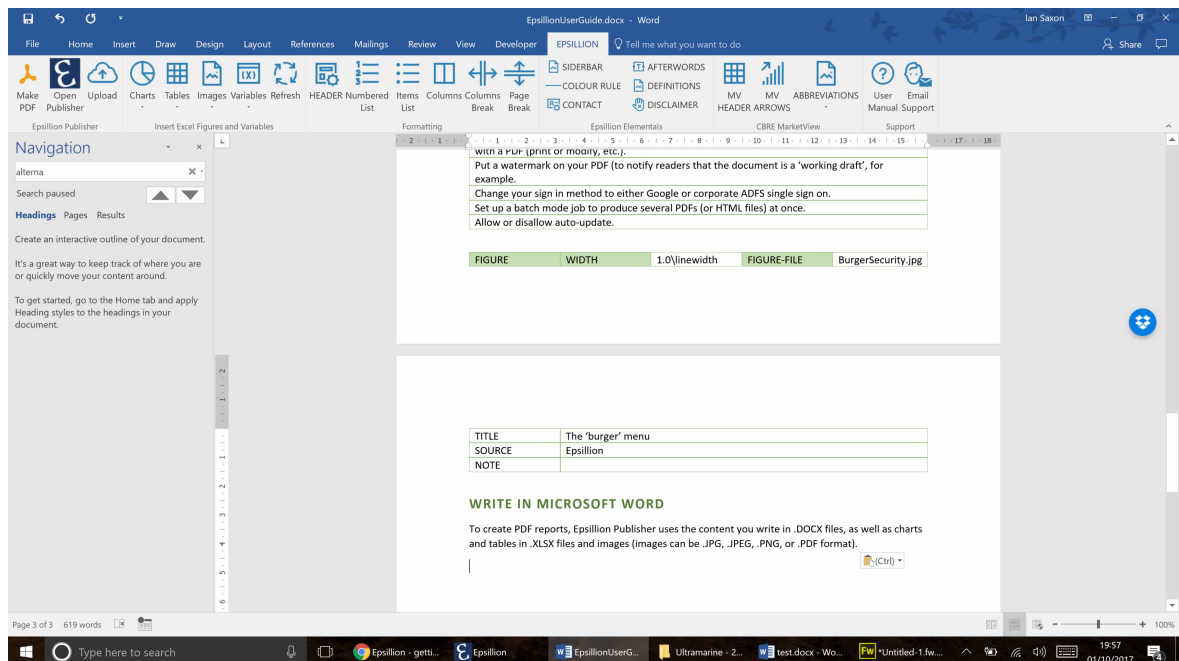 EpsillionUserGuide.docx - Word
Ian Saxon
File Home Insert Draw Design Layout References Mailings Review View Developer EPSILLION Tell me what you want to do
Share
Make PDF
Open Publisher
Upload
Charts
Tables
Images
Variables
Refresh
HEADER
Numbered List
Items List
Columns
Columns Break
Page Break
SIDERBAR
COLOUR RULE
CONTACT
AFTERWORDS
DEFINITIONS
DISCLAIMER
MV HEADER
MV ARROWS
ABBREVIATIONS
User Manual
Email Support
Epsillion Publisher
Insert Excel Figures and Variables
Formatting
Epsillion Elementals
CBRE MarketView
Support
Navigation
alterna
Search paused
Headings Pages Results
Create an interactive outline of your document.
It's a great way to keep track of where you are
or quickly move your content around.
To get started, go to the Home tab and apply
Heading styles to the headings in your
document.
with a PDF (print or modify, etc.).
Put a watermark on your PDF (to notify readers that the document is a ‘working draft’, for
example.
Change your sign in method to either Google or corporate ADFS single sign on.
Set up a batch mode job to produce several PDFs (or HTML files) at once.
Allow or disallow auto-update.
FIGURE WIDTH 1.0\linewidth FIGURE-FILE BurgerSecurity.jpg
TITLE The ‘burger’ menu
SOURCE Epsillion
NOTE
WRITE IN MICROSOFT WORD
To create PDF reports, Epsillion Publisher uses the content you write in .DOCX files, as well as charts
and tables in .XLSX files and images (images can be .JPG, .JPEG, .PNG, or .PDF format).
(Ctrl)
Page 3 of 3 619 words
100%
Type here to search
Epsillion - getti...
Epsillion
EpsillionUserG...
Ultramarine - 2...
test.docx - Wo...
*Untitled-1.fw....
19:57
01/10/2017